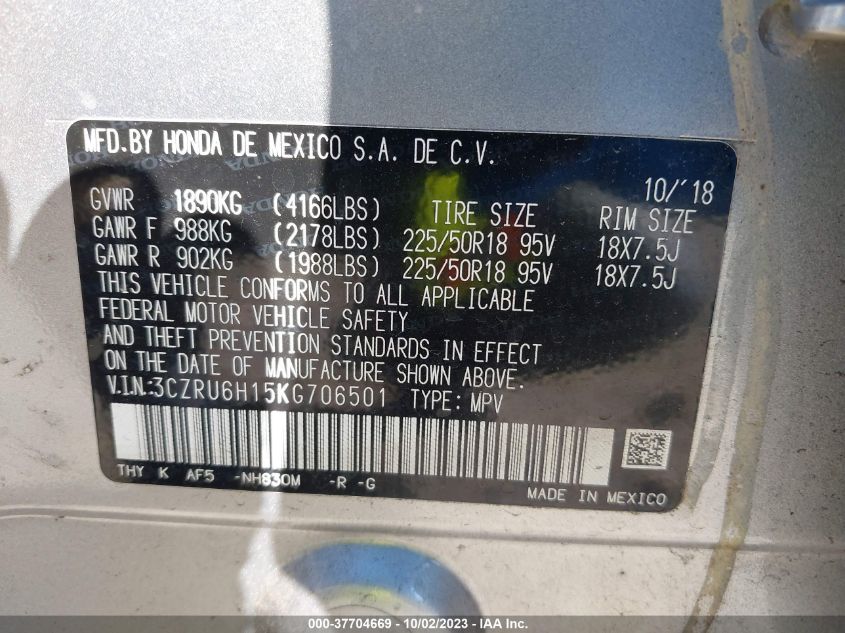 MFD.BY HONDA DE MEXICO S.A. DE C.V.
10/'18
GVWR 1890KG (4166LBS) TIRE SIZE RIM SIZE
GAWR F 988KG (2178LBS) 225/50R18 95V 18X7.5J
GAWR R 902KG (1988LBS) 225/50R18 95V 18X7.5J
THIS VEHICLE CONFORMS TO ALL APPLICABLE
FEDERAL MOTOR VEHICLE SAFETY
AND THEFT PREVENTION STANDARDS IN EFFECT
ON THE DATE OF MANUFACTURE SHOWN ABOVE.
V.I.N:3CZRU6H15KG706501 TYPE: MPV
THY K AF5 -NH830M -R -G
MADE IN MEXICO
000-37704669 - 10/02/2023 - IAA Inc.